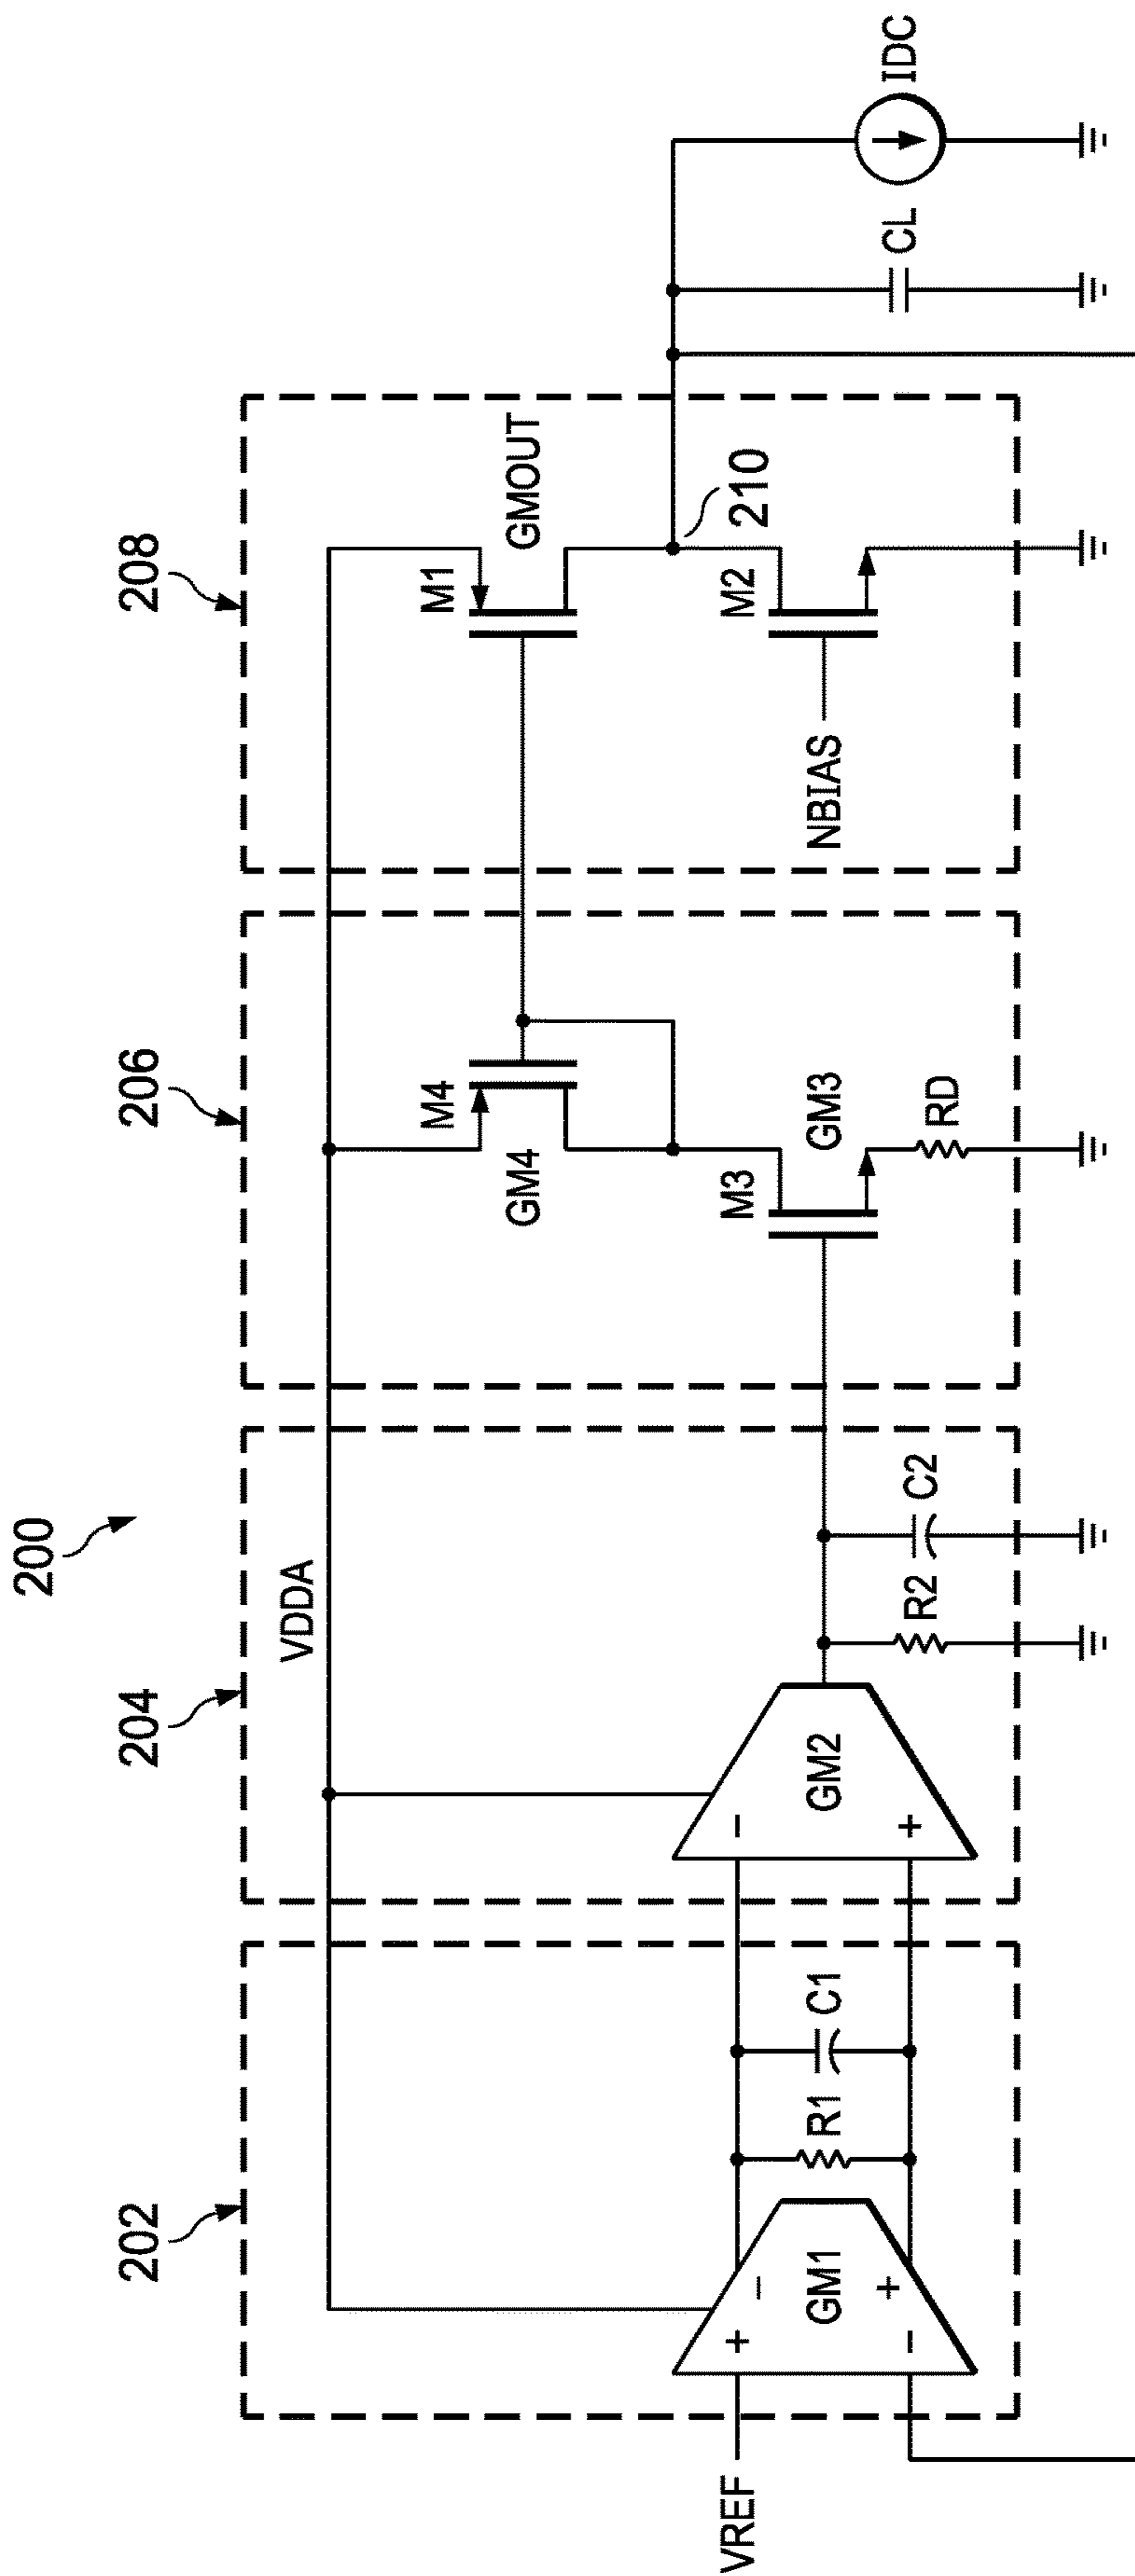 200
202
204
206
208
VDDA
VREF
+
-
GM1
-
+
R1
C1
-
+
GM2
R2
C2
M4
GM4
M3
GM3
RD
M1
GMOUT
210
M2
NBIAS
CL
IDC